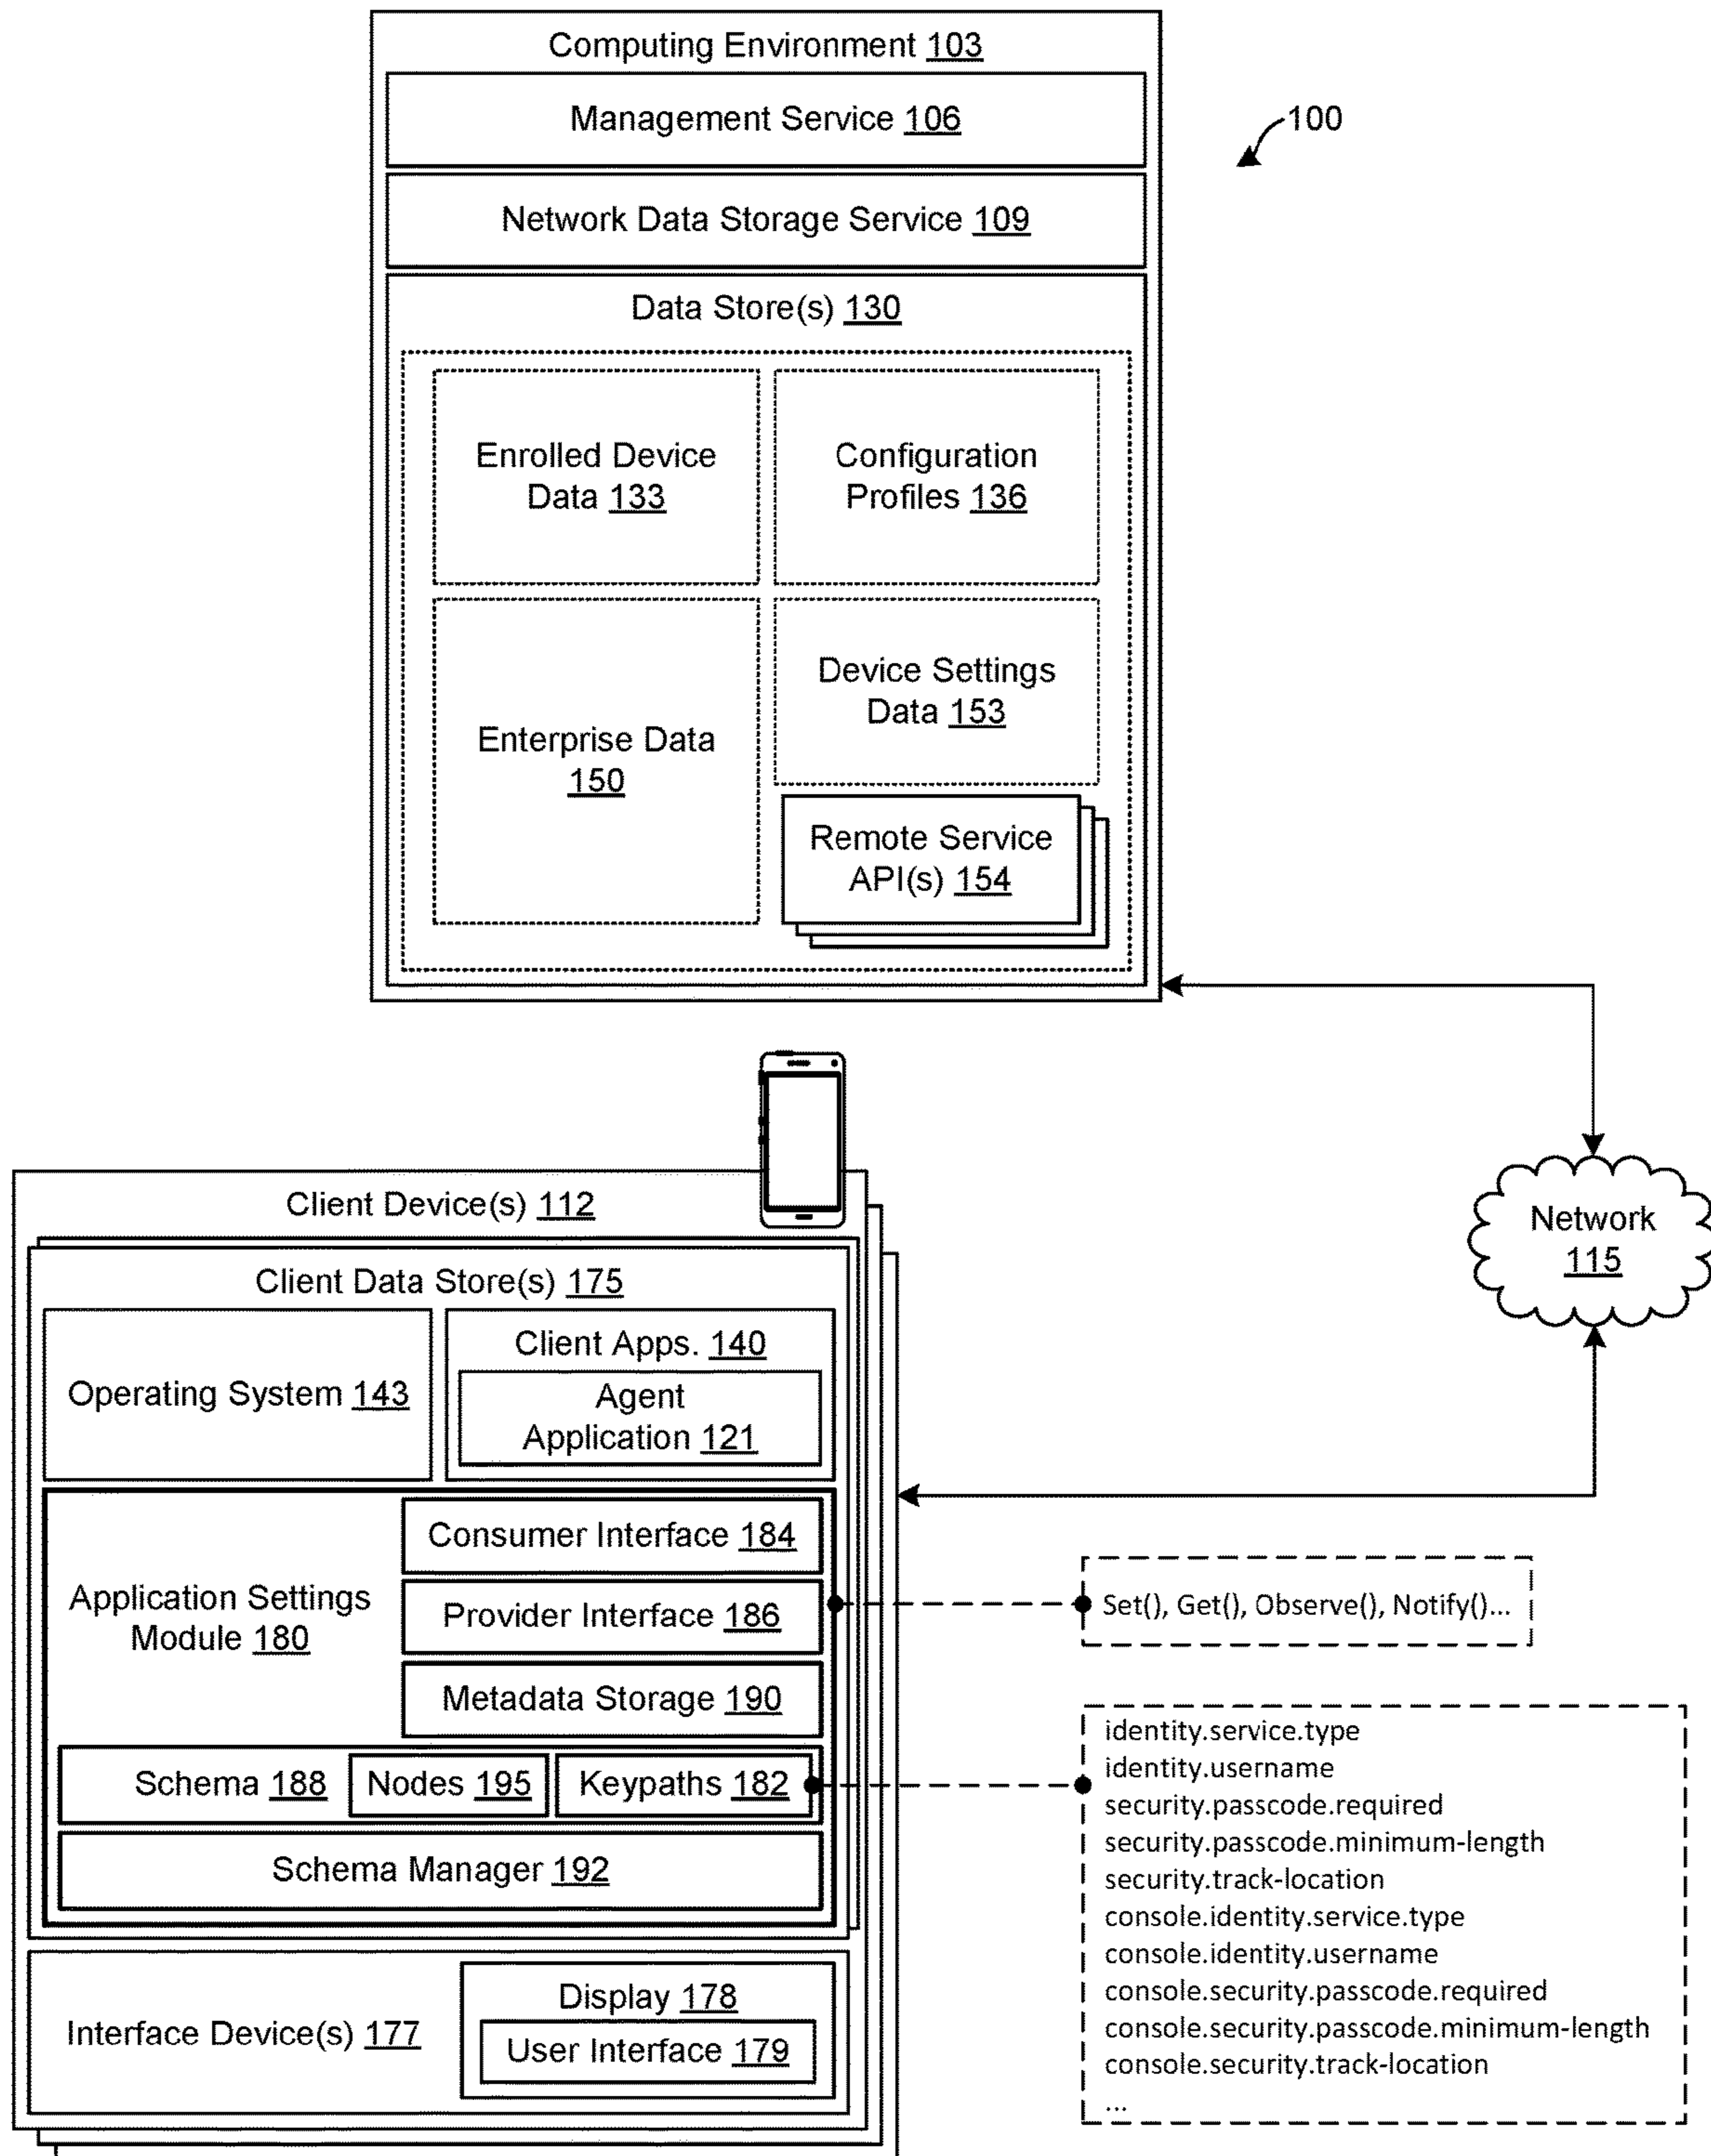 Computing Environment 103
Management Service 106
100
Network Data Storage Service 109
Data Store(s) 130
Enrolled Device
Data 133
Configuration
Profiles 136
Enterprise Data
150
Device Settings
Data 153
Remote Service
API(s) 154
Client Device(s) 112
Network
115
Client Data Store(s) 175
Operating System 143
Client Apps. 140
Agent
Application 121
Application Settings
Module 180
Consumer Interface 184
Provider Interface 186
Metadata Storage 190
Set(), Get(), Observe(), Notify()...
Schema 188
Nodes 195
Keypaths 182
Schema Manager 192
identity.service.type
identity.username
security.passcode.required
security.passcode.minimum-length
security.track-location
console.identity.service.type
console.identity.username
console.security.passcode.required
console.security.passcode.minimum-length
console.security.track-location
...
Interface Device(s) 177
Display 178
User Interface 179